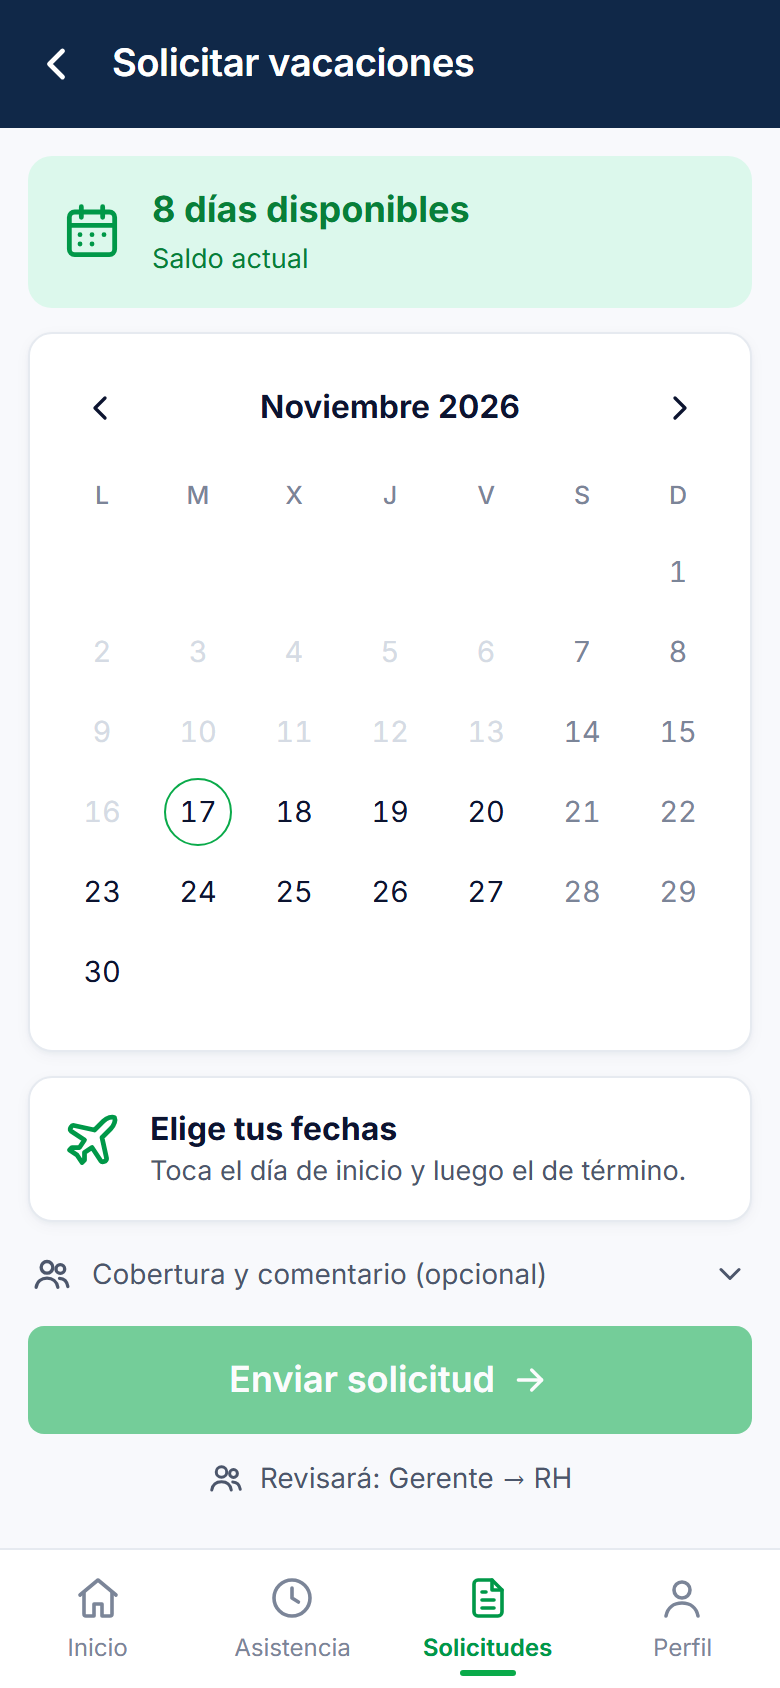 Solicitar vacaciones
8 días disponibles
Saldo actual
Noviembre 2026
L M X J V S D
1
2 3 4 5 6 7 8
9 10 11 12 13 14 15
16 17 18 19 20 21 22
23 24 25 26 27 28 29
30
Elige tus fechas
Toca el día de inicio y luego el de término.
Cobertura y comentario (opcional)
Enviar solicitud →
Revisará: Gerente → RH
Inicio Asistencia Solicitudes Perfil